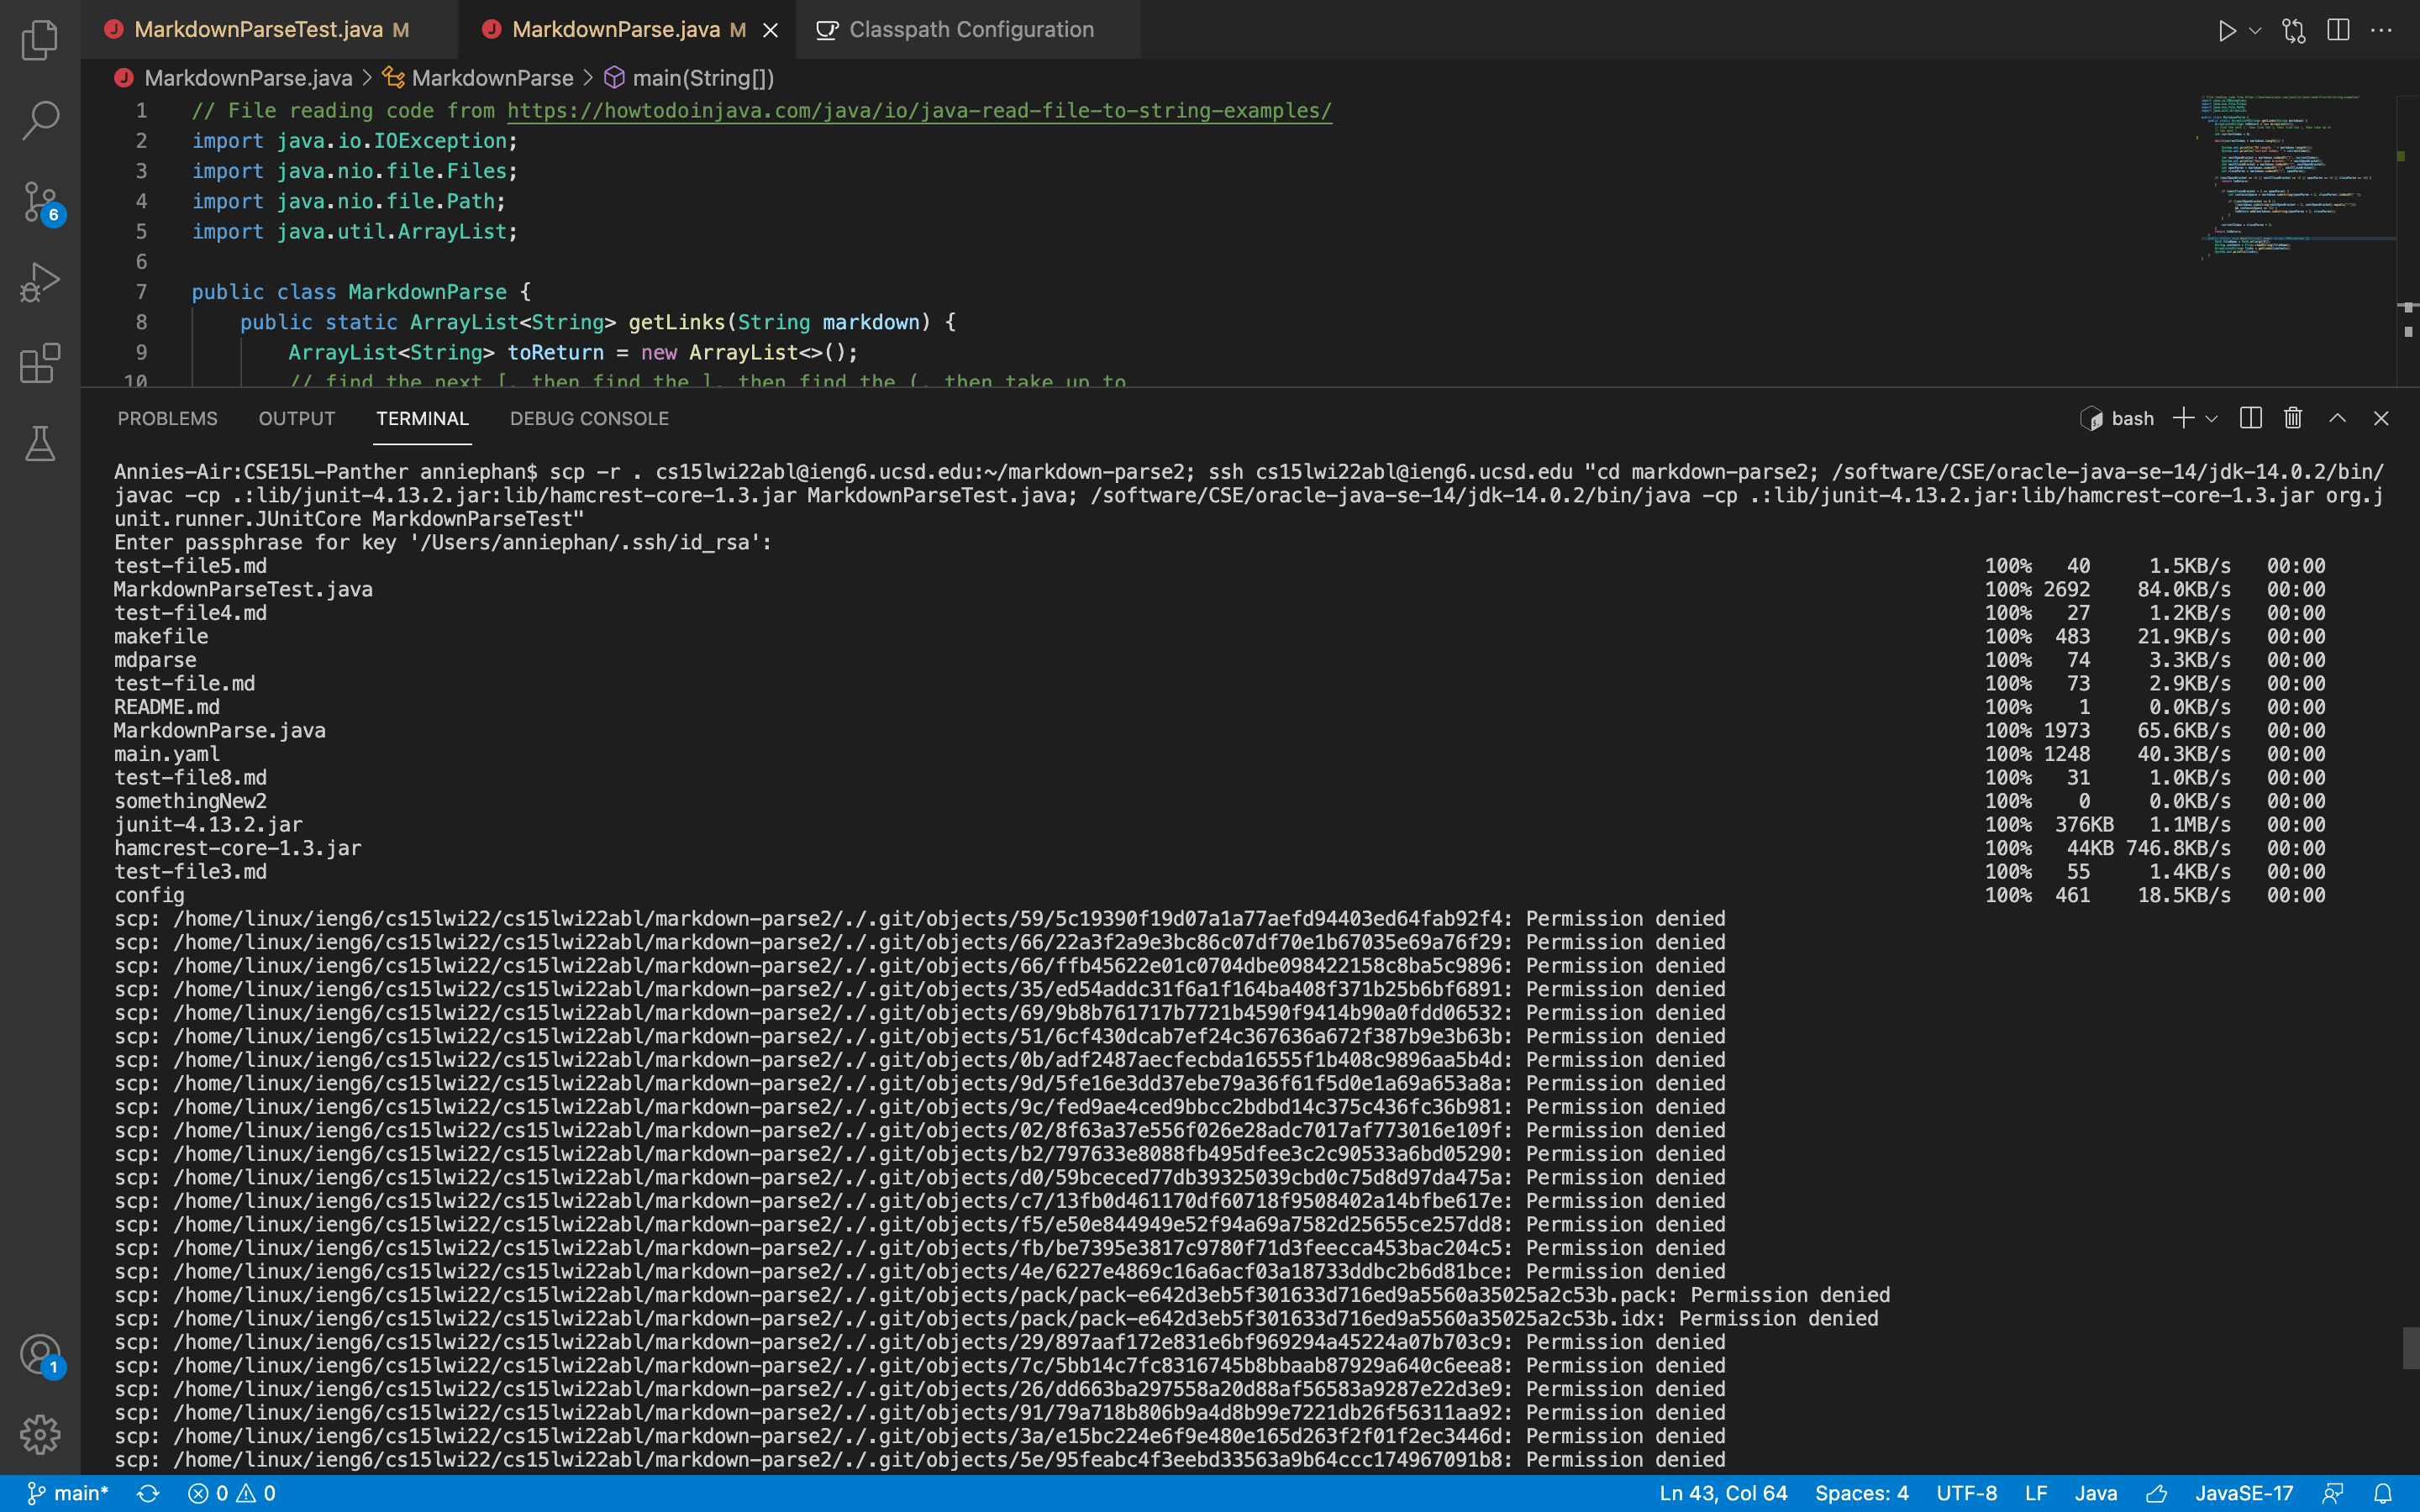 MarkdownParseTest.java M
MarkdownParse.java M
Classpath Configuration
MarkdownParse.java > MarkdownParse > main(String[])
1 // File reading code from https://howtodoinjava.com/java/io/java-read-file-to-string-examples/
2 import java.io.IOException;
3 import java.nio.file.Files;
4 import java.nio.file.Path;
5 import java.util.ArrayList;
6
7 public class MarkdownParse {
8 public static ArrayList<String> getLinks(String markdown) {
9 ArrayList<String> toReturn = new ArrayList<>();
10 // find the next [, then find the ], then find the (, then take up to
6
PROBLEMS OUTPUT TERMINAL DEBUG CONSOLE
bash
Annies-Air:CSE15L-Panther anniephan$ scp -r . cs15lwi22abl@ieng6.ucsd.edu:~/markdown-parse2; ssh cs15lwi22abl@ieng6.ucsd.edu "cd markdown-parse2; /software/CSE/oracle-java-se-14/jdk-14.0.2/bin/
javac -cp .:lib/junit-4.13.2.jar:lib/hamcrest-core-1.3.jar MarkdownParseTest.java; /software/CSE/oracle-java-se-14/jdk-14.0.2/bin/java -cp .:lib/junit-4.13.2.jar:lib/hamcrest-core-1.3.jar org.j
unit.runner.JUnitCore MarkdownParseTest"
Enter passphrase for key '/Users/anniephan/.ssh/id_rsa':
test-file5.md 100% 40 1.5KB/s 00:00
MarkdownParseTest.java 100% 2692 84.0KB/s 00:00
test-file4.md 100% 27 1.2KB/s 00:00
makefile 100% 483 21.9KB/s 00:00
mdparse 100% 74 3.3KB/s 00:00
test-file.md 100% 73 2.9KB/s 00:00
README.md 100% 1 0.0KB/s 00:00
MarkdownParse.java 100% 1973 65.6KB/s 00:00
main.yaml 100% 1248 40.3KB/s 00:00
test-file8.md 100% 31 1.0KB/s 00:00
somethingNew2 100% 0 0.0KB/s 00:00
junit-4.13.2.jar 100% 376KB 1.1MB/s 00:00
hamcrest-core-1.3.jar 100% 44KB 746.8KB/s 00:00
test-file3.md 100% 55 1.4KB/s 00:00
config 100% 461 18.5KB/s 00:00
scp: /home/linux/ieng6/cs15lwi22/cs15lwi22abl/markdown-parse2/./.git/objects/59/5c19390f19d07a1a77aefd94403ed64fab92f4: Permission denied
scp: /home/linux/ieng6/cs15lwi22/cs15lwi22abl/markdown-parse2/./.git/objects/66/22a3f2a9e3bc86c07df70e1b67035e69a76f29: Permission denied
scp: /home/linux/ieng6/cs15lwi22/cs15lwi22abl/markdown-parse2/./.git/objects/66/ffb45622e01c0704dbe098422158c8ba5c9896: Permission denied
scp: /home/linux/ieng6/cs15lwi22/cs15lwi22abl/markdown-parse2/./.git/objects/35/ed54addc31f6a1f164ba408f371b25b6bf6891: Permission denied
scp: /home/linux/ieng6/cs15lwi22/cs15lwi22abl/markdown-parse2/./.git/objects/69/9b8b761717b7721b4590f9414b90a0fdd06532: Permission denied
scp: /home/linux/ieng6/cs15lwi22/cs15lwi22abl/markdown-parse2/./.git/objects/51/6cf430dcab7ef24c367636a672f387b9e3b63b: Permission denied
scp: /home/linux/ieng6/cs15lwi22/cs15lwi22abl/markdown-parse2/./.git/objects/0b/adf2487aecfecbda16555f1b408c9896aa5b4d: Permission denied
scp: /home/linux/ieng6/cs15lwi22/cs15lwi22abl/markdown-parse2/./.git/objects/9d/5fe16e3dd37ebe79a36f61f5d0e1a69a653a8a: Permission denied
scp: /home/linux/ieng6/cs15lwi22/cs15lwi22abl/markdown-parse2/./.git/objects/9c/fed9ae4ced9bbcc2bdbd14c375c436fc36b981: Permission denied
scp: /home/linux/ieng6/cs15lwi22/cs15lwi22abl/markdown-parse2/./.git/objects/02/8f63a37e556f026e28adc7017af773016e109f: Permission denied
scp: /home/linux/ieng6/cs15lwi22/cs15lwi22abl/markdown-parse2/./.git/objects/b2/797633e8088fb495dfee3c2c90533a6bd05290: Permission denied
scp: /home/linux/ieng6/cs15lwi22/cs15lwi22abl/markdown-parse2/./.git/objects/d0/59bceced77db39325039cbd0c75d8d97da475a: Permission denied
scp: /home/linux/ieng6/cs15lwi22/cs15lwi22abl/markdown-parse2/./.git/objects/c7/13fb0d461170df60718f9508402a14bfbe617e: Permission denied
scp: /home/linux/ieng6/cs15lwi22/cs15lwi22abl/markdown-parse2/./.git/objects/f5/e50e844949e52f94a69a7582d25655ce257dd8: Permission denied
scp: /home/linux/ieng6/cs15lwi22/cs15lwi22abl/markdown-parse2/./.git/objects/fb/be7395e3817c9780f71d3feecca453bac204c5: Permission denied
scp: /home/linux/ieng6/cs15lwi22/cs15lwi22abl/markdown-parse2/./.git/objects/4e/6227e4869c16a6acf03a18733ddbc2b6d81bce: Permission denied
scp: /home/linux/ieng6/cs15lwi22/cs15lwi22abl/markdown-parse2/./.git/objects/pack/pack-e642d3eb5f301633d716ed9a5560a35025a2c53b.pack: Permission denied
scp: /home/linux/ieng6/cs15lwi22/cs15lwi22abl/markdown-parse2/./.git/objects/pack/pack-e642d3eb5f301633d716ed9a5560a35025a2c53b.idx: Permission denied
scp: /home/linux/ieng6/cs15lwi22/cs15lwi22abl/markdown-parse2/./.git/objects/29/897aaf172e831e6bf969294a45224a07b703c9: Permission denied
scp: /home/linux/ieng6/cs15lwi22/cs15lwi22abl/markdown-parse2/./.git/objects/7c/5bb14c7fc8316745b8bbaab87929a640c6eea8: Permission denied
scp: /home/linux/ieng6/cs15lwi22/cs15lwi22abl/markdown-parse2/./.git/objects/26/dd663ba297558a20d88af56583a9287e22d3e9: Permission denied
scp: /home/linux/ieng6/cs15lwi22/cs15lwi22abl/markdown-parse2/./.git/objects/91/79a718b806b9a4d8b99e7221db26f56311aa92: Permission denied
scp: /home/linux/ieng6/cs15lwi22/cs15lwi22abl/markdown-parse2/./.git/objects/3a/e15bc224e6f9e480e165d263f2f01f2ec3446d: Permission denied
scp: /home/linux/ieng6/cs15lwi22/cs15lwi22abl/markdown-parse2/./.git/objects/5e/95feabc4f3eebd33563a9b64ccc174967091b8: Permission denied
1
main* 0 0 Ln 43, Col 64 Spaces: 4 UTF-8 LF Java JavaSE-17